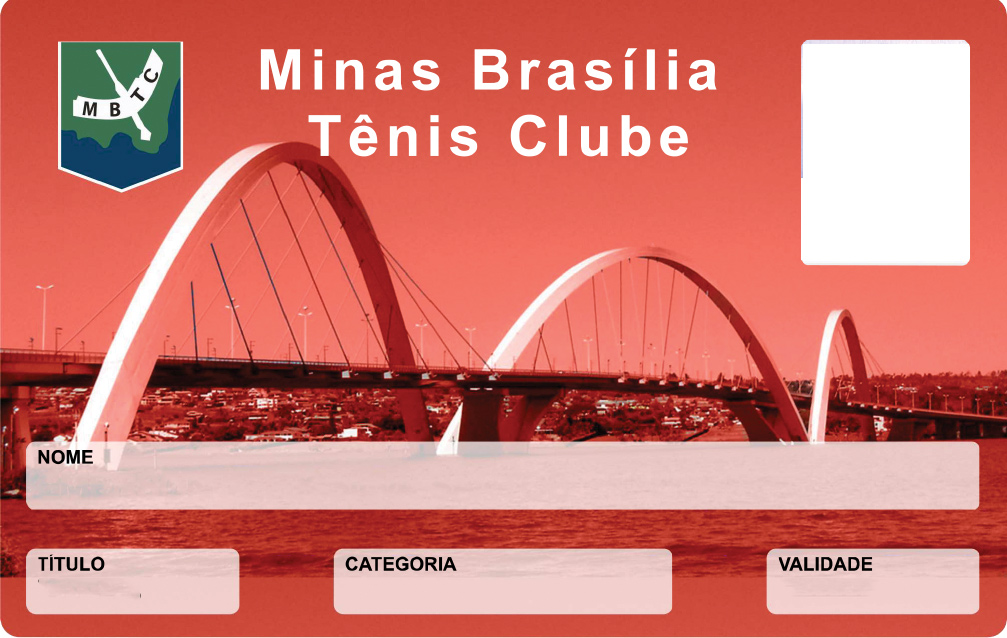 MBTC
Minas Brasília
Tênis Clube
NOME
TÍTULO
CATEGORIA
VALIDADE